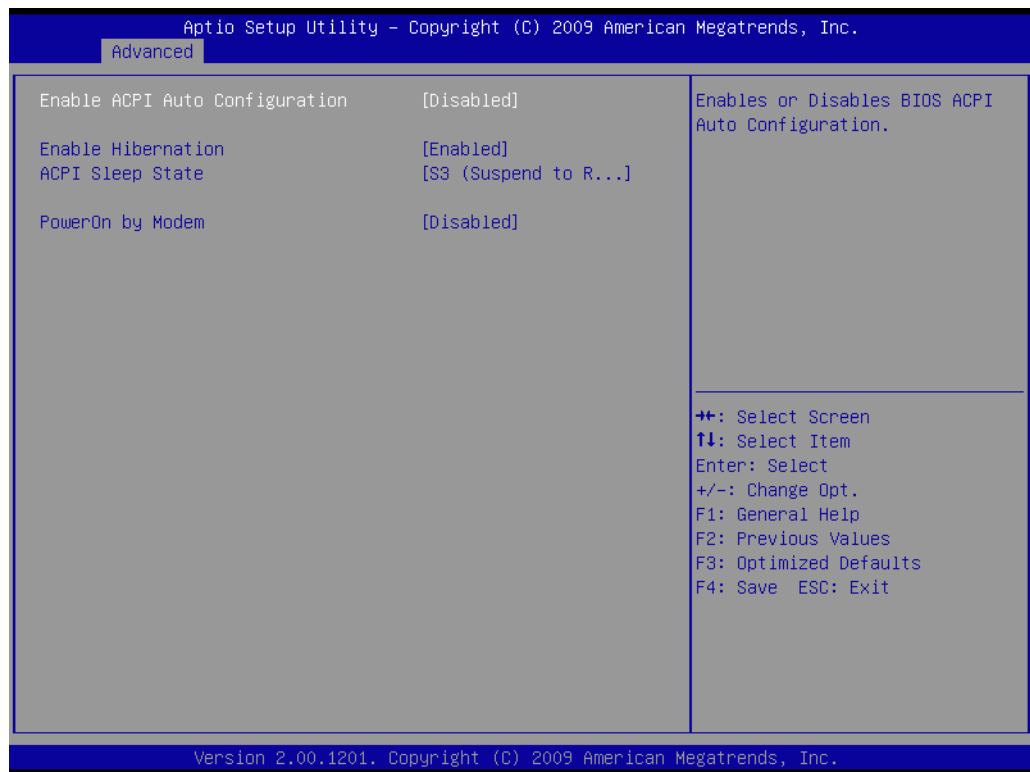 Aptio Setup Utility – Copyright (C) 2009 American Megatrends, Inc.
Advanced
Enable ACPI Auto Configuration [Disabled]
Enable Hibernation [Enabled]
ACPI Sleep State [S3 (Suspend to R...]
PowerOn by Modem [Disabled]
Enables or Disables BIOS ACPI
Auto Configuration.
→←: Select Screen
↑↓: Select Item
Enter: Select
+/-: Change Opt.
F1: General Help
F2: Previous Values
F3: Optimized Defaults
F4: Save ESC: Exit
Version 2.00.1201. Copyright (C) 2009 American Megatrends, Inc.